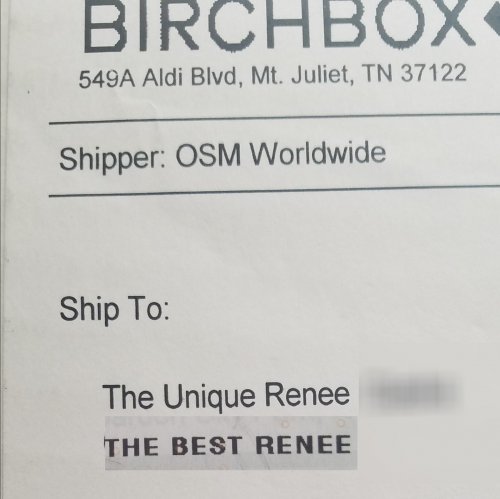 BIRCHBOX
549A Aldi Blvd, Mt. Juliet, TN 37122
Shipper: OSM Worldwide
Ship To:
The Unique Renee
THE BEST RENEE